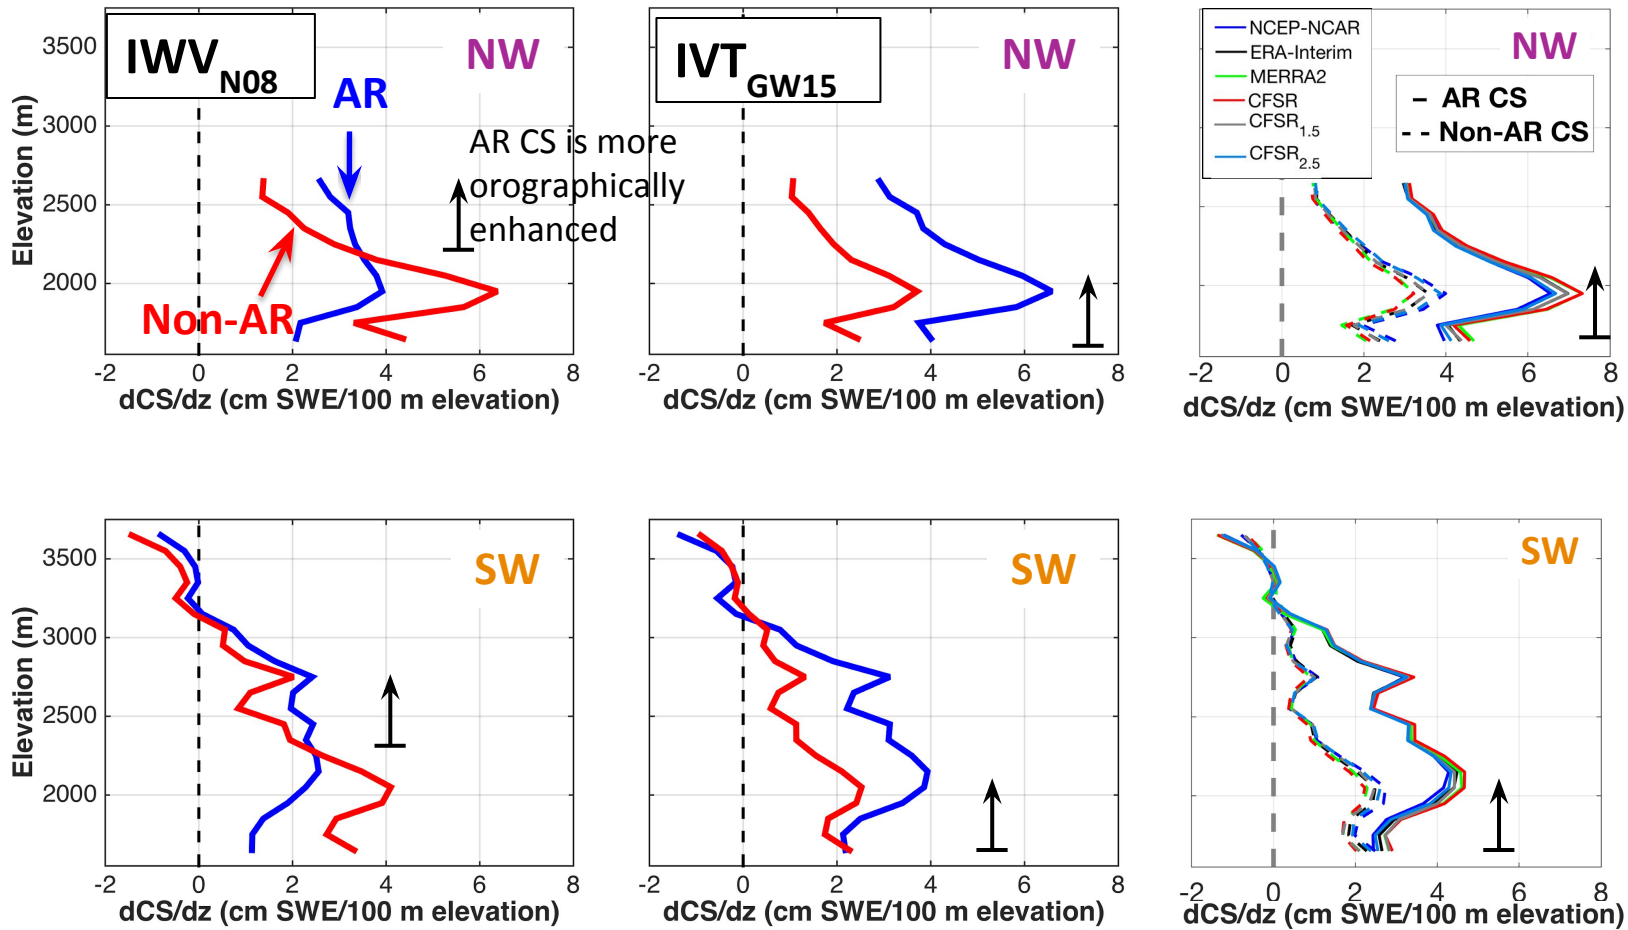 IWV N08
NW
AR
AR CS is more
orographically
enhanced
Non-AR
3500
3000
2500
2000
Elevation (m)
-2 0 2 4 6 8
dCS/dz (cm SWE/100 m elevation)
IVT GW15
NW
-2 0 2 4 6 8
dCS/dz (cm SWE/100 m elevation)
NCEP-NCAR
ERA-Interim
MERRA2
CFSR
CFSR1.5
CFSR2.5
NW
AR CS
Non-AR CS
-2 0 2 4 6 8
dCS/dz (cm SWE/100 m elevation)
SW
3500
3000
2500
2000
Elevation (m)
-2 0 2 4 6 8
dCS/dz (cm SWE/100 m elevation)
SW
-2 0 2 4 6 8
dCS/dz (cm SWE/100 m elevation)
SW
-2 0 2 4 6 8
dCS/dz (cm SWE/100 m elevation)